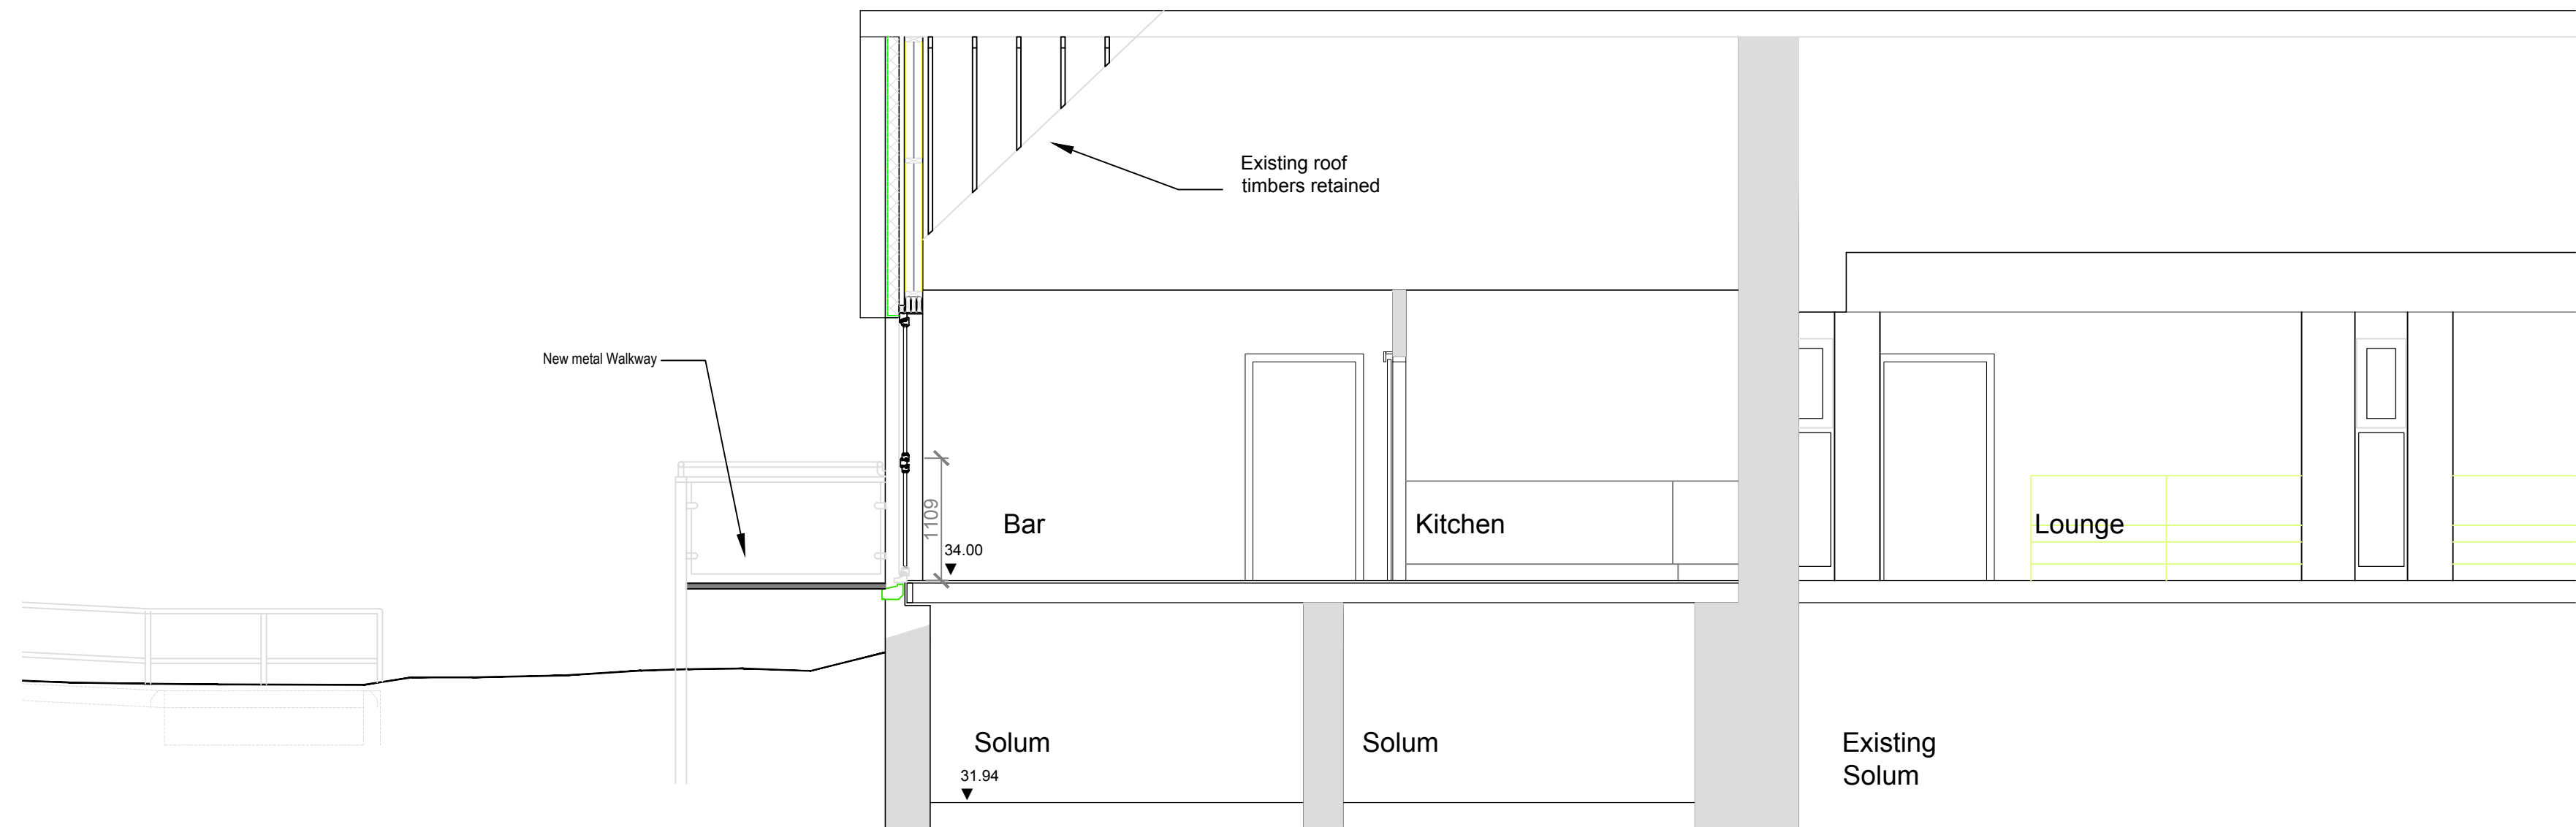 Existing roof
timbers retained
New metal Walkway
1109
34.00
Bar
Kitchen
Lounge
Solum
31.94
Solum
Existing
Solum